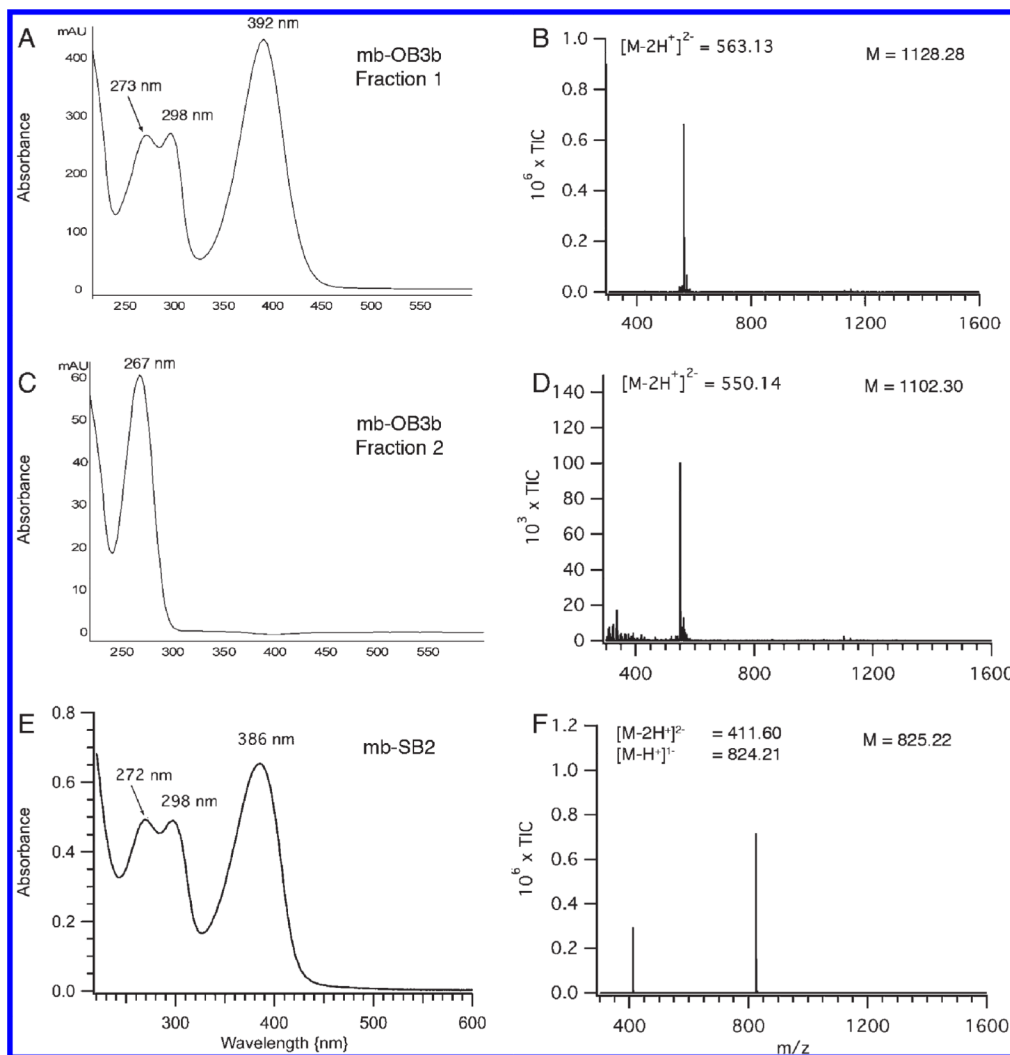 A
mAU
400
300
200
100
0
Absorbance
392 nm
273 nm
298 nm
mb-OB3b
Fraction 1
250 300 350 400 450 500 550
B
[M-2H⁺]²⁻ = 563.13 M = 1128.28
10⁶ x TIC
1.0
0.8
0.6
0.4
0.2
0.0
400 800 1200 1600
C
mAU
60
50
40
30
20
10
0
Absorbance
267 nm
mb-OB3b
Fraction 2
250 300 350 400 450 500 550
D
[M-2H⁺]²⁻ = 550.14 M = 1102.30
10³ x TIC
140
120
100
80
60
40
20
0
400 800 1200 1600
E
0.8
0.6
0.4
0.2
0.0
Absorbance
386 nm
272 nm
298 nm
mb-SB2
300 400 500 600
Wavelength {nm}
F
[M-2H⁺]²⁻ = 411.60
[M-H⁺]¹⁻ = 824.21
M = 825.22
10⁶ x TIC
1.2
1.0
0.8
0.6
0.4
0.2
0.0
400 800 1200 1600
m/z